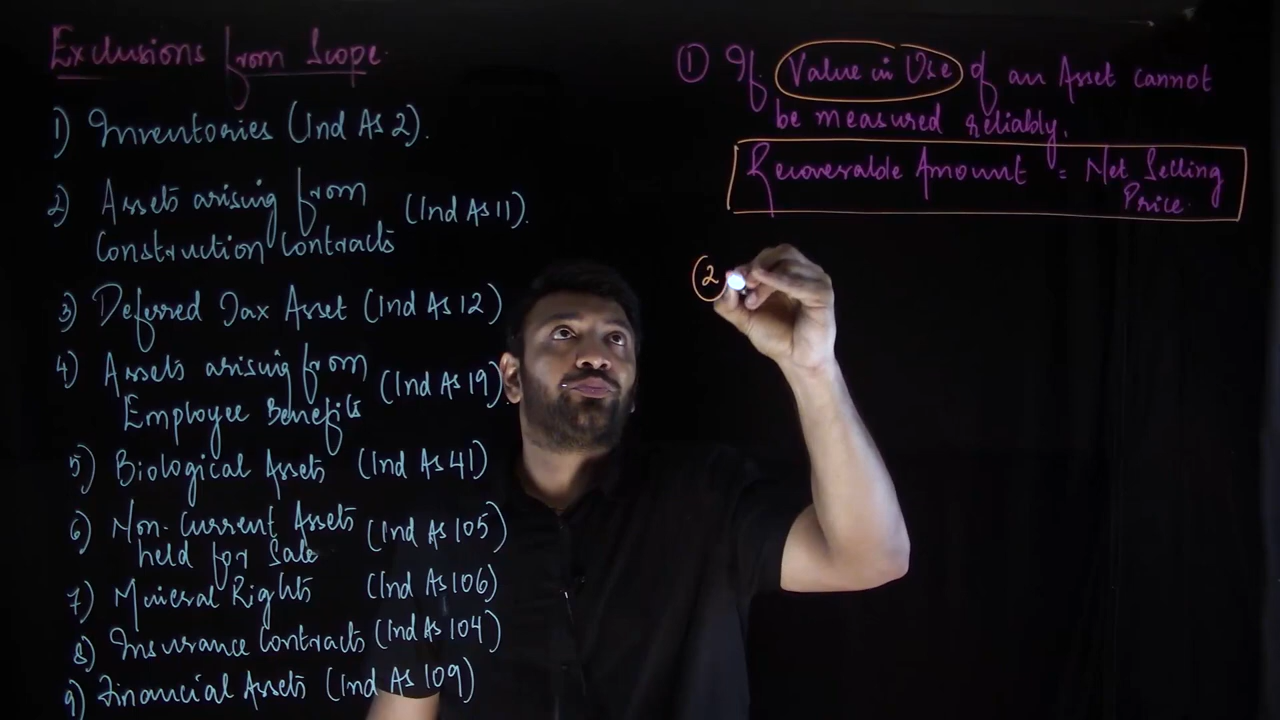 Exclusions from Scope.
1) Inventories (Ind As 2).
2) Assets arising from (Ind As 11).
Construction Contracts
3) Deferred Tax Asset (Ind As 12)
4) Assets arising from (Ind As 19).
Employee Benefits
5) Biological Assets (Ind As 41)
6) Non-Current Assets (Ind As 105)
held for Sale
7) Mineral Rights (Ind As 106)
8) Insurance Contracts (Ind As 104)
9) Financial Assets (Ind As 109)
① If Value in Use of an Asset cannot
be measured reliably.
Recoverable Amount = Net Selling
Price.
2